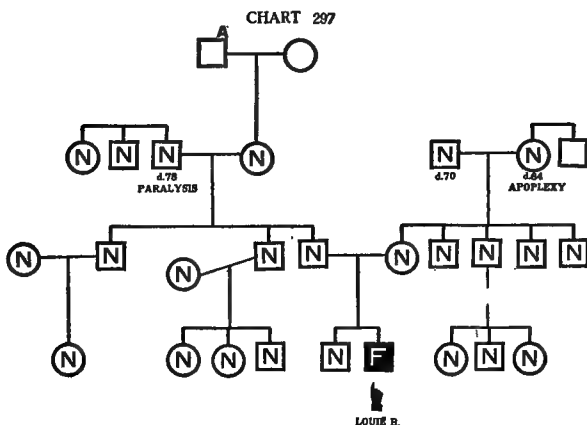 CHART 297
A
N N N N N N
d.78 d.70 d.84
PARALYSIS APOPLEXY
N N N N N N N N N N
N N N N N F N N N
LOUIE B.